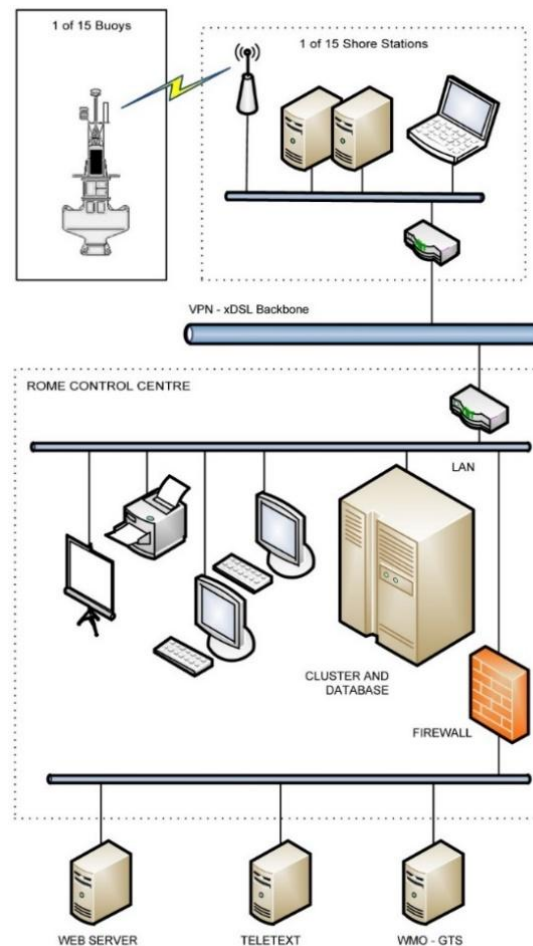 1 of 15 Buoys
1 of 15 Shore Stations
VPN - xDSL Backbone
ROME CONTROL CENTRE
LAN
CLUSTER AND
DATABASE
FIREWALL
WEB SERVER
TELETEXT
WMO - GTS